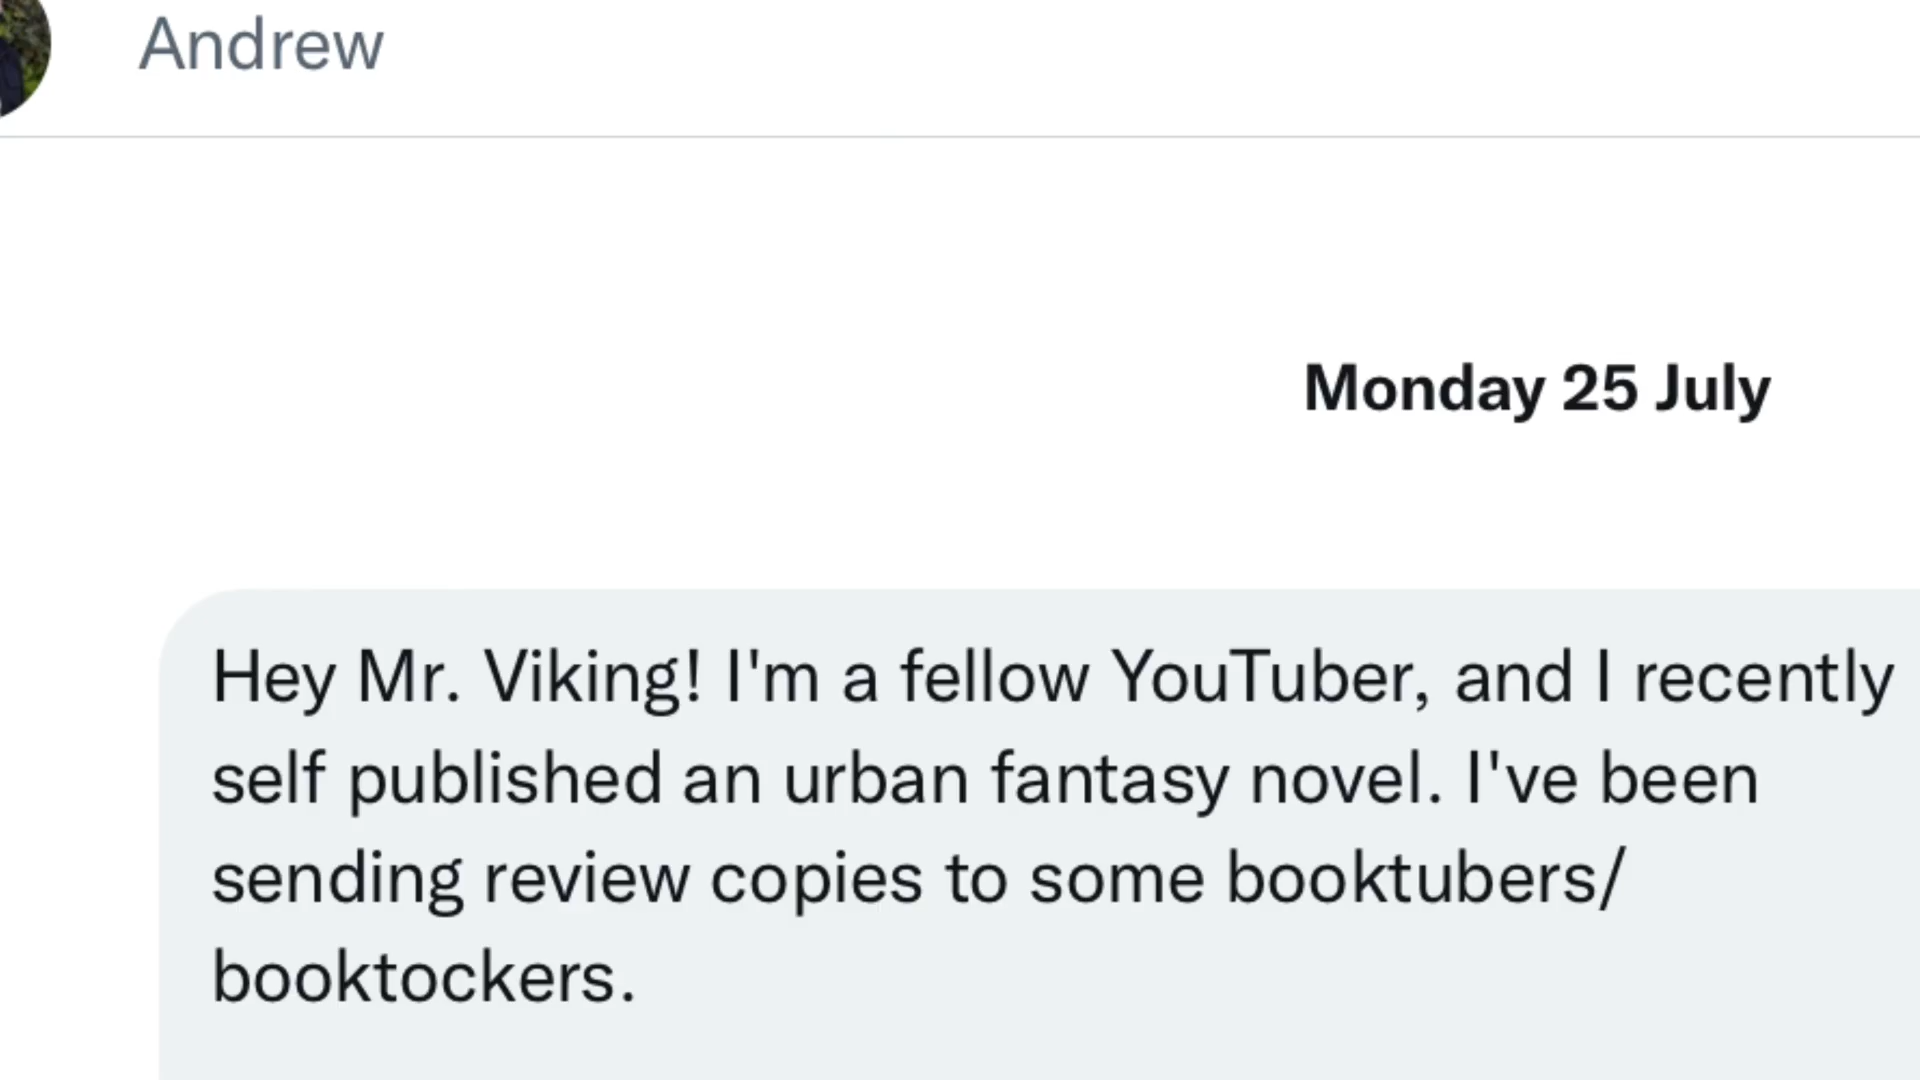 Andrew
Monday 25 July
Hey Mr. Viking! I'm a fellow YouTuber, and I recently
self published an urban fantasy novel. I've been
sending review copies to some booktubers/
booktockers.